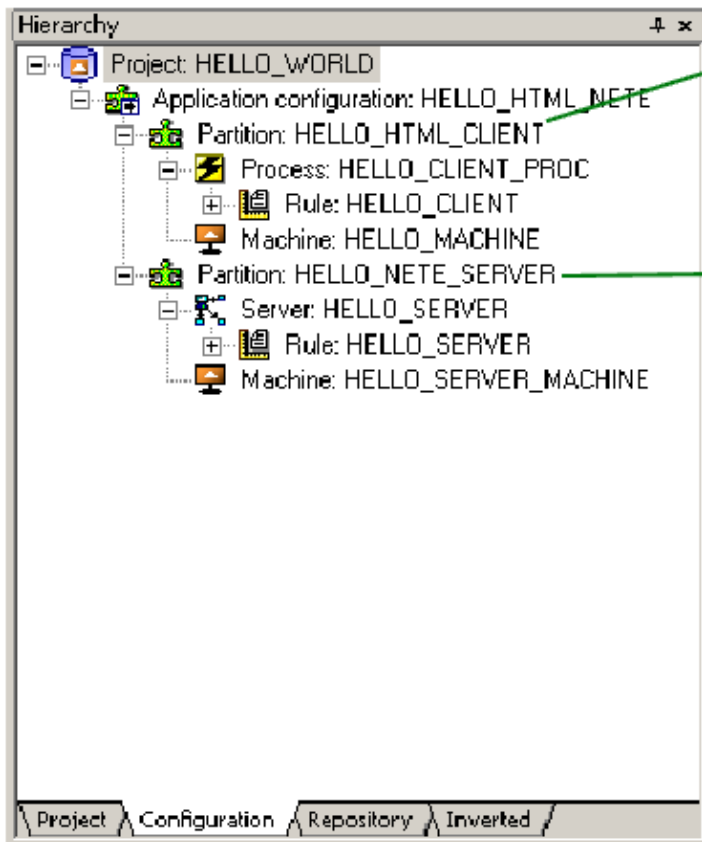 Hierarchy
Project: HELLO_WORLD
Application configuration: HELLO_HTML_NETE
Partition: HELLO_HTML_CLIENT
Process: HELLO_CLIENT_PROC
Rule: HELLO_CLIENT
Machine: HELLO_MACHINE
Partition: HELLO_NETE_SERVER
Server: HELLO_SERVER
Rule: HELLO_SERVER
Machine: HELLO_SERVER_MACHINE
Project Configuration Repository Inverted